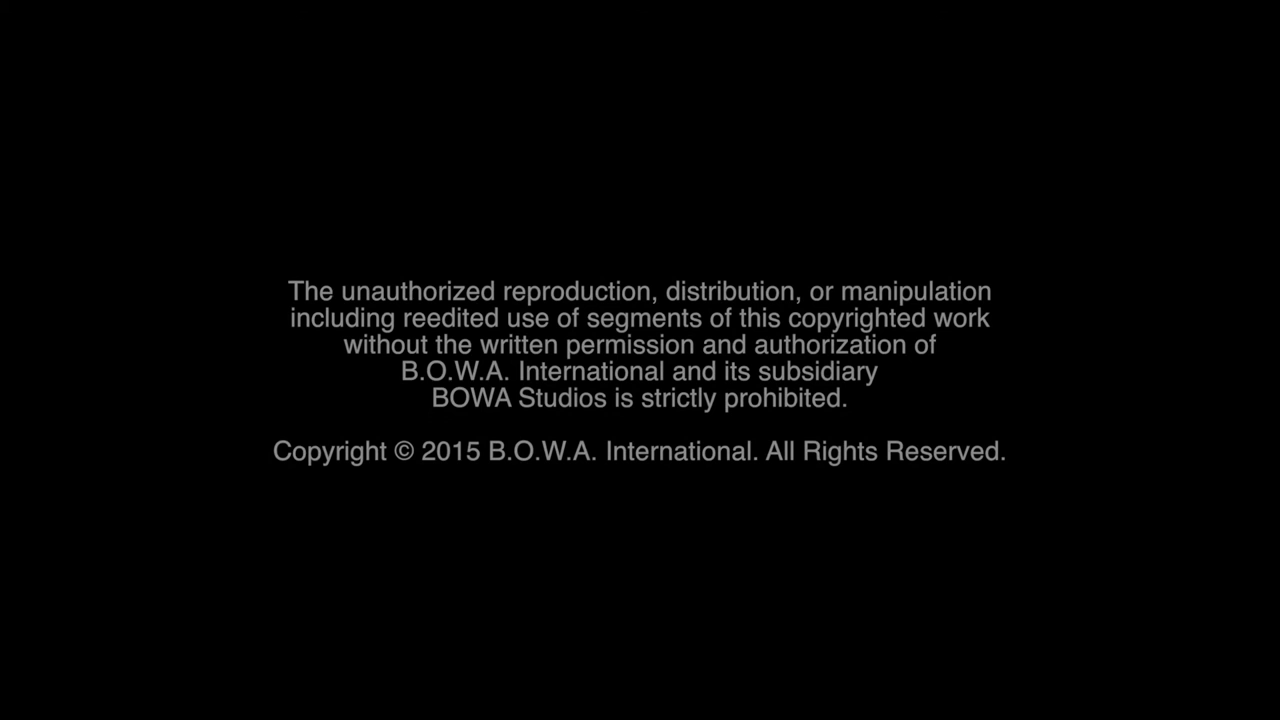 The unauthorized reproduction, distribution, or manipulation
including reedited use of segments of this copyrighted work
without the written permission and authorization of
B.O.W.A. International and its subsidiary
BOWA Studios is strictly prohibited.
Copyright © 2015 B.O.W.A. International. All Rights Reserved.